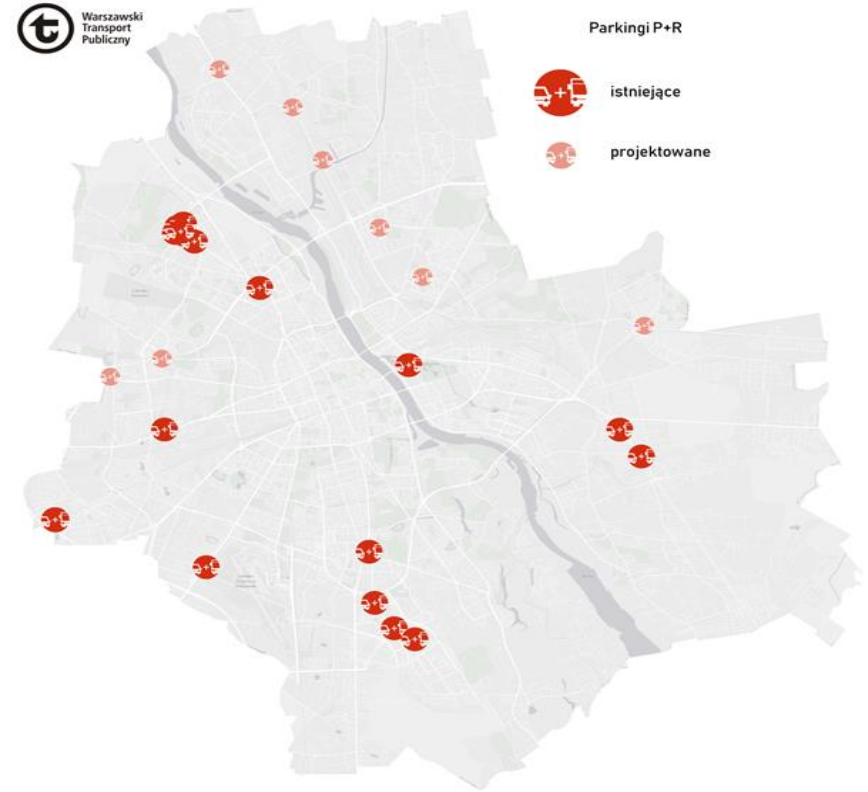 Warszawski
Transport
Publiczny
Parkingi P+R
istniejące
projektowane